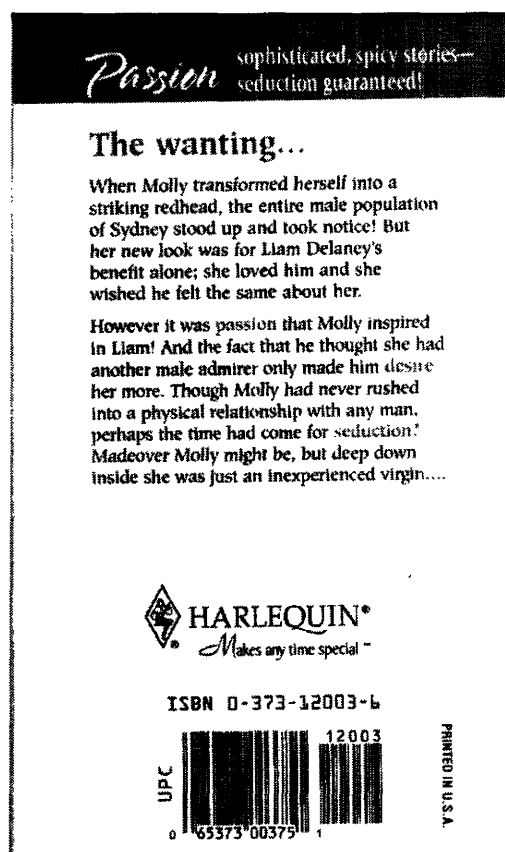 Passion sophisticated, spicy stories—
seduction guaranteed!
The wanting...
When Molly transformed herself into a
striking redhead, the entire male population
of Sydney stood up and took notice! But
her new look was for Liam Delaney's
benefit alone; she loved him and she
wished he felt the same about her.
However it was passion that Molly inspired
in Liam! And the fact that he thought she had
another male admirer only made him desire
her more. Though Molly had never rushed
into a physical relationship with any man,
perhaps the time had come for seduction?
Madeover Molly might be, but deep down
inside she was just an inexperienced virgin....
HARLEQUIN®
Makes any time special™
ISBN 0-373-12003-6
12003
UPC
0 65373 00375 1
PRINTED IN U.S.A.